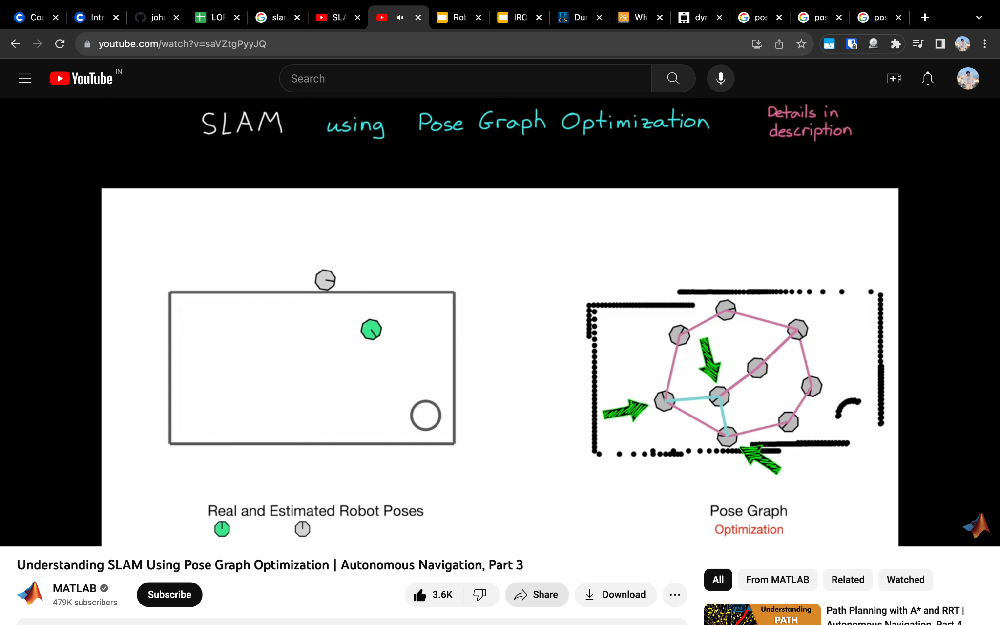 Cou
Intr
joh
LOF
slar
SLA
Rob
IRO
Dur
Wh
dyr
pos
pos
pos
youtube.com/watch?v=saVZtgPyyJQ
YouTube IN
Search
SLAM using Pose Graph Optimization
Details in
description
Real and Estimated Robot Poses
Pose Graph
Optimization
Understanding SLAM Using Pose Graph Optimization | Autonomous Navigation, Part 3
MATLAB
479K subscribers
Subscribe
3.6K
Share
Download
All
From MATLAB
Related
Watched
goal
Understanding
PATH
Path Planning with A* and RRT |
Autonomous Navigation, Part 4